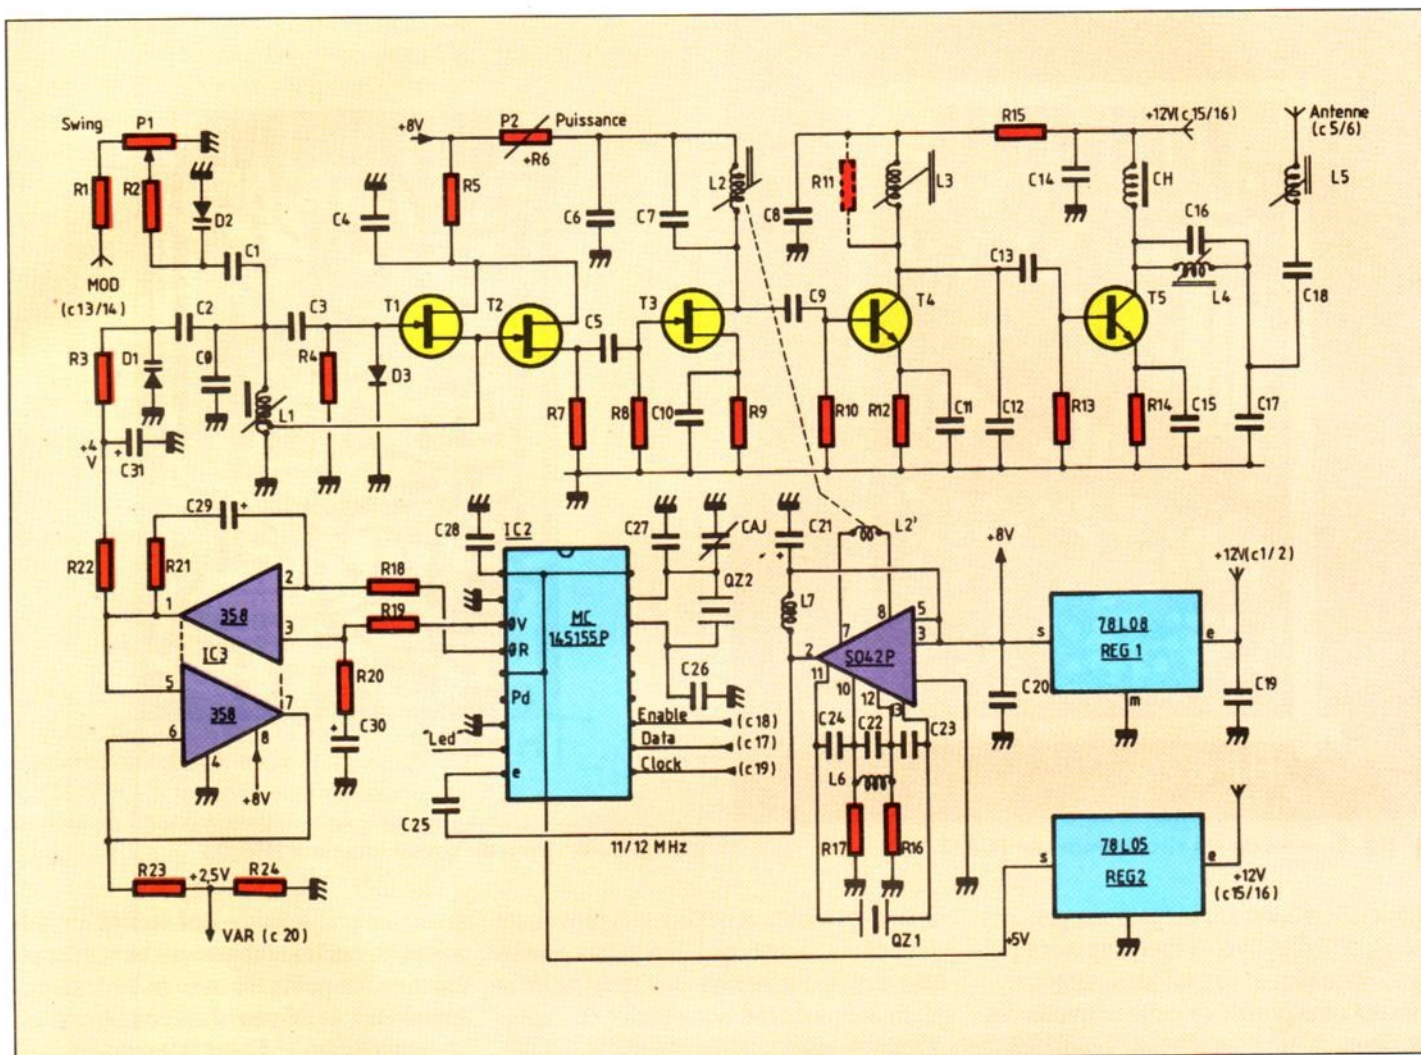 Swing
P1
R1
R2
D2
C1
MOD
(c13/14)
+8V
P2
Puissance
+R6
R5
C4
C6
C7
L2
C8
R11
L3
R15
C14
+12V(c15/16)
CH
C16
L4
Antenne
(c5/6)
L5
C18
R3
D1
C2
C0
L1
C3
R4
D3
T1
T2
C5
T3
C9
T4
C13
T5
+4
V
C31
R7
R8
C10
R9
R10
R12
C11
C12
R13
R14
C15
C17
C29
R22
R21
1
358
2
3
IC3
R18
R19
R20
C30
5
6
358
7
8
4
+8V
R23
+2,5V
R24
VAR (c20)
C28
IC2
MC
145155P
ØV
ØR
Pd
"Led"
e
C25
C27
CAJ
QZ2
C26
Enable
(c18)
Data
(c17)
Clock
(c19)
11/12 MHz
C21
L7
L2'
7
8
5
3
2
SO42P
11
10
12
13
C24
C22
C23
L6
R17
R16
QZ1
+8V
C20
s
78L08
REG 1
e
m
+12V(c1/2)
C19
s
78L05
REG2
e
+12V
(c15/16)
+5V